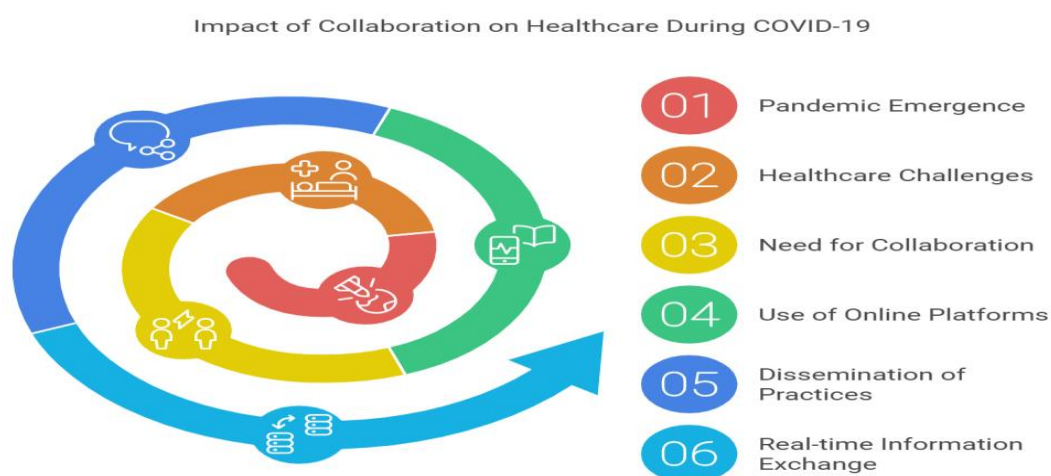 Impact of Collaboration on Healthcare During COVID-19
01 Pandemic Emergence
02 Healthcare Challenges
03 Need for Collaboration
04 Use of Online Platforms
05 Dissemination of
Practices
06 Real-time Information
Exchange